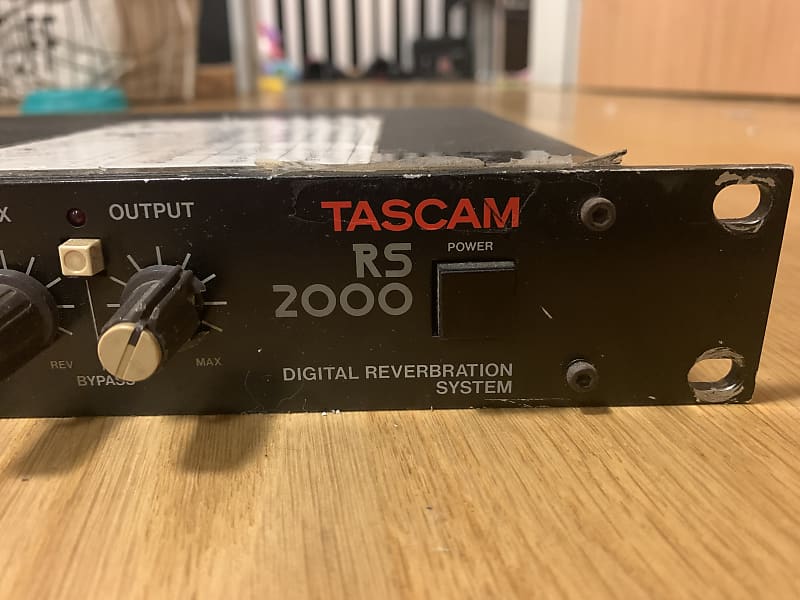 OUTPUT
TASCAM
POWER
RS
2000
REV
MAX
BYPASS
DIGITAL REVERBRATION
SYSTEM